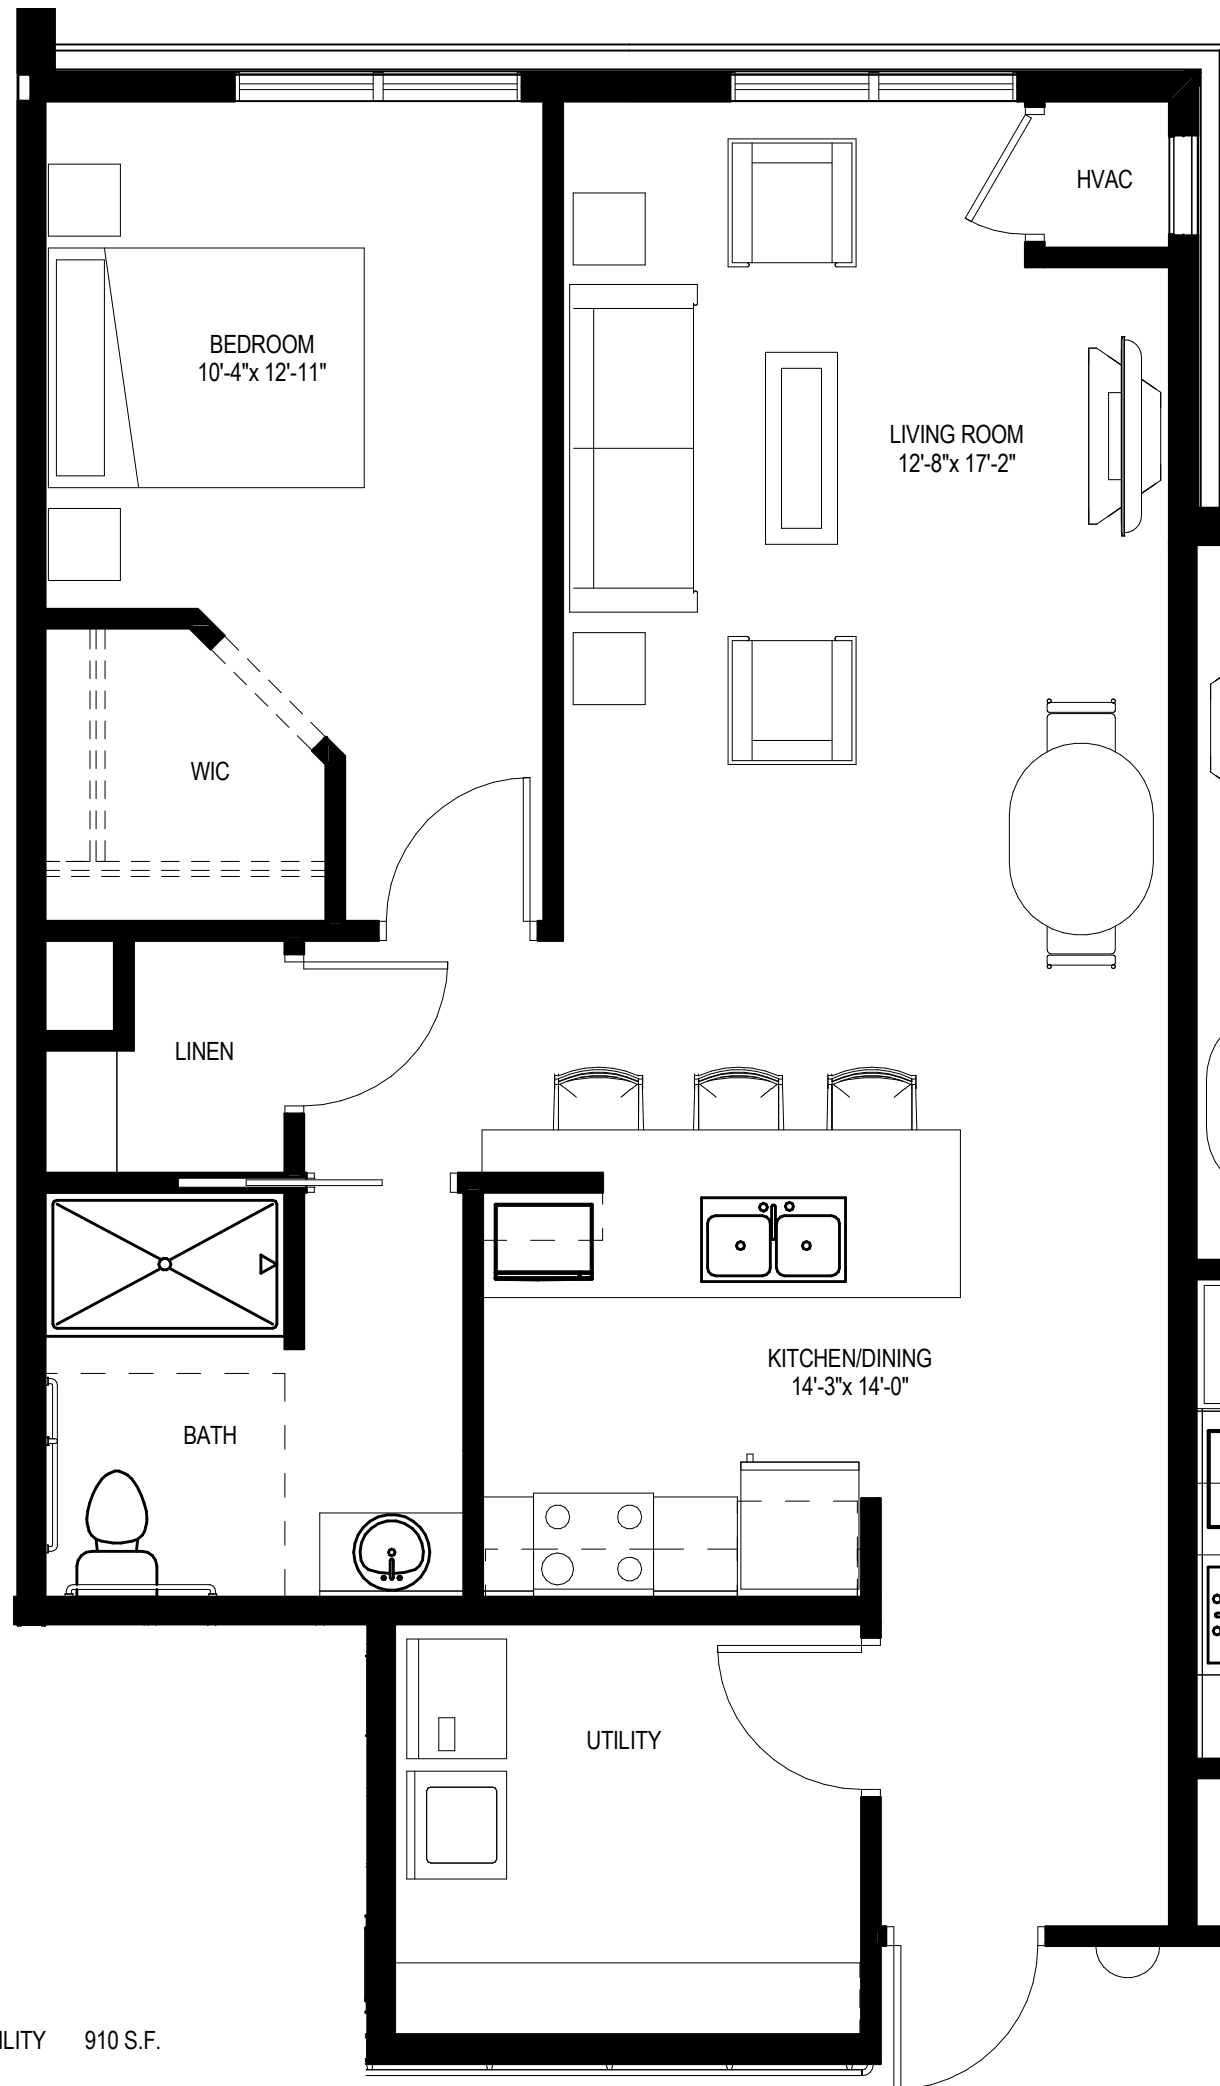 HVAC
BEDROOM
10'-4"x 12'-11"
LIVING ROOM
12'-8"x 17'-2"
WIC
LINEN
KITCHEN/DINING
14'-3"x 14'-0"
BATH
UTILITY
ILITY 910 S.F.